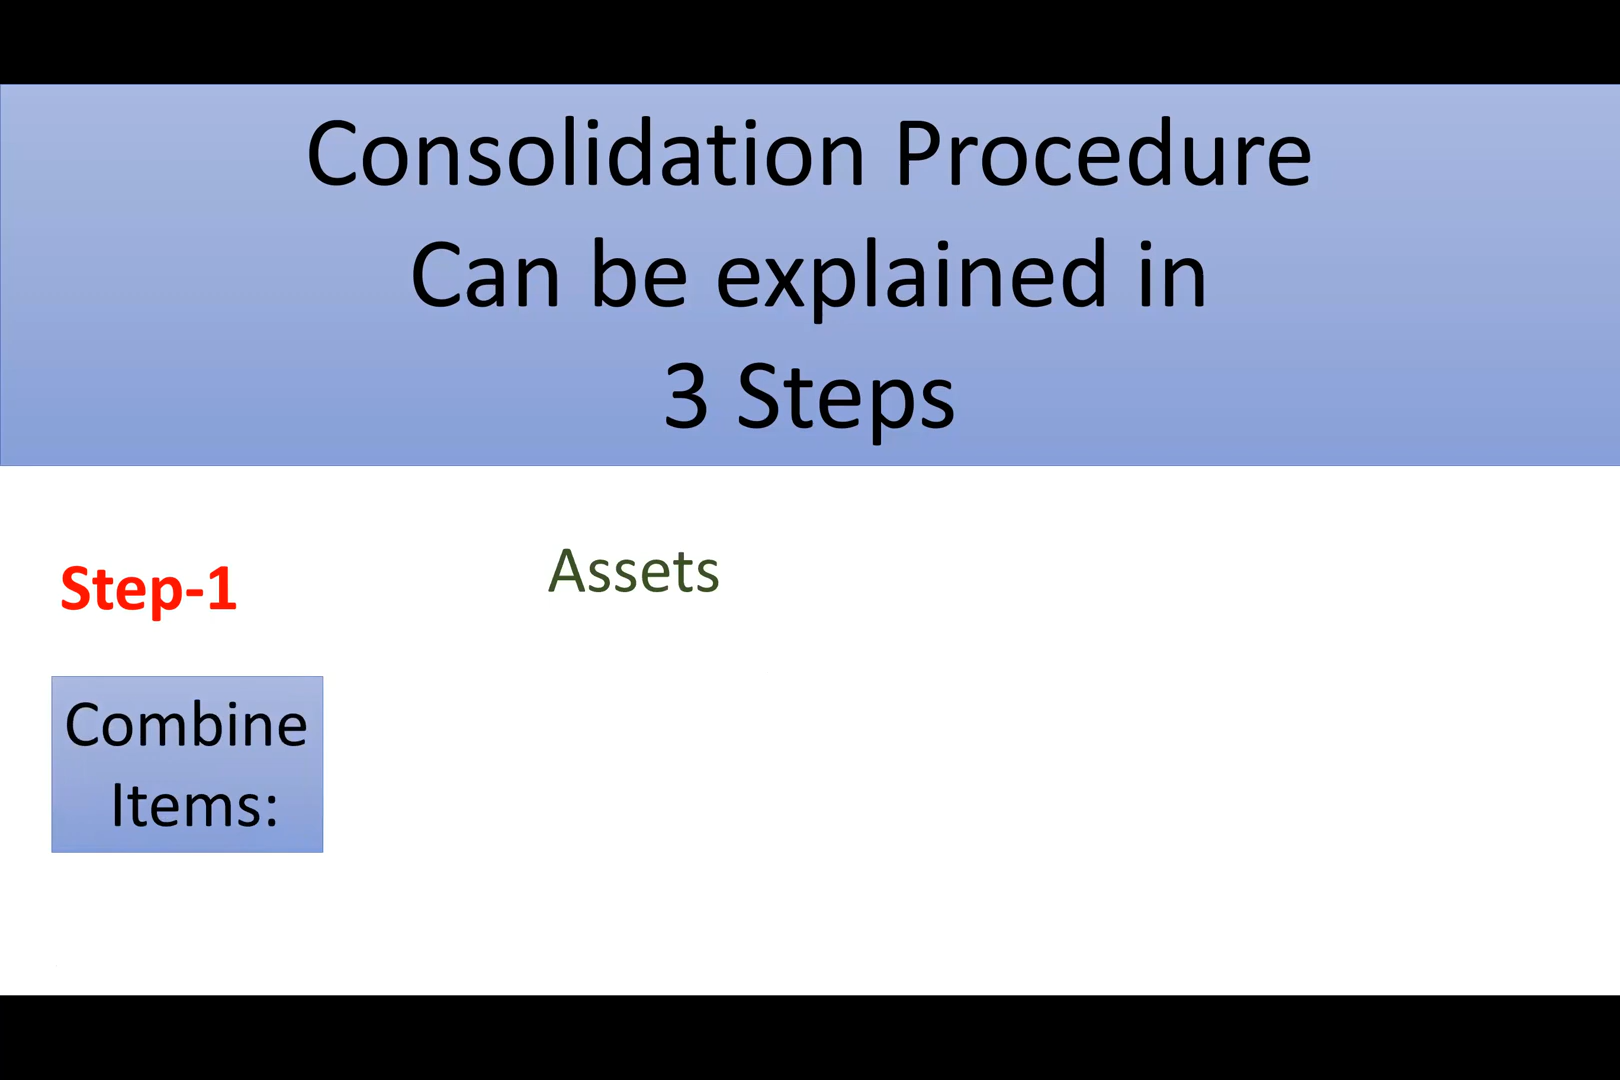 Consolidation Procedure
Can be explained in
3 Steps
Step-1
Assets
Combine
Items: